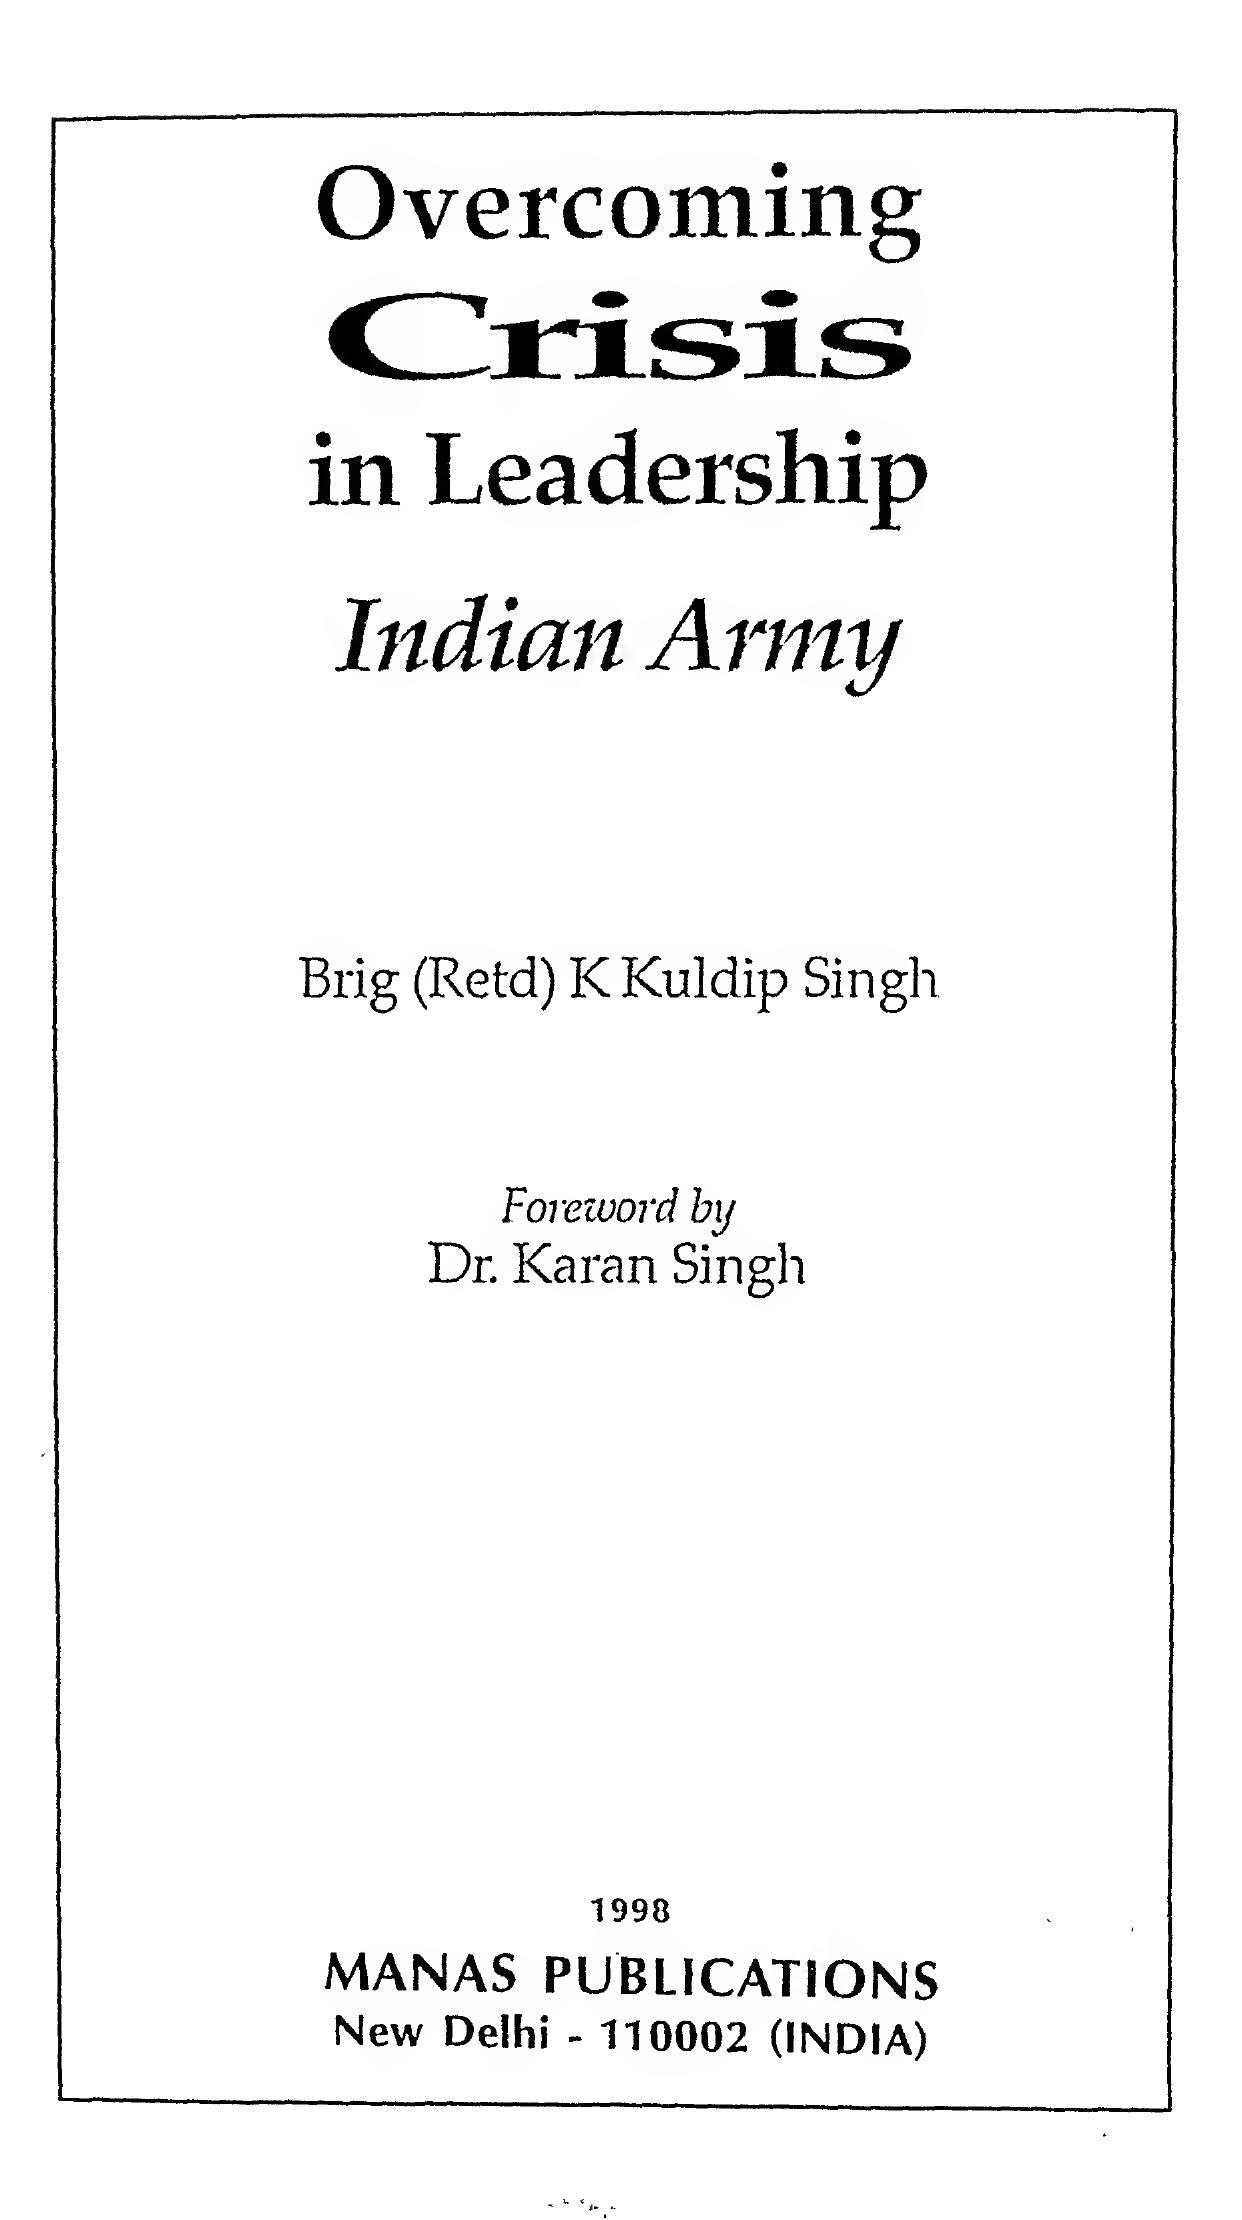 Overcoming
Crisis
in Leadership
Indian Army
Brig (Retd) K Kuldip Singh
Foreword by
Dr. Karan Singh
1998
MANAS PUBLICATIONS
New Delhi - 110002 (INDIA)